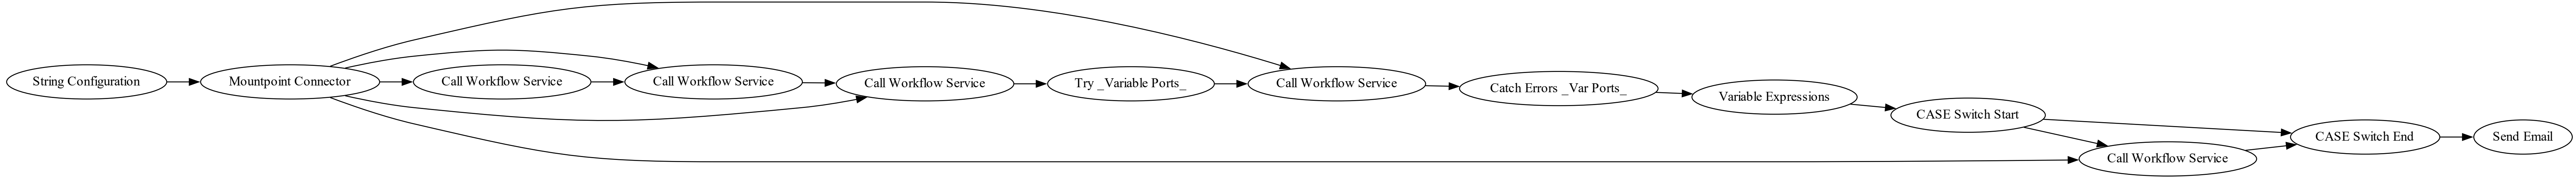 String Configuration
Mountpoint Connector
Call Workflow Service
Call Workflow Service
Call Workflow Service
Try _Variable Ports_
Call Workflow Service
Catch Errors _Var Ports_
Variable Expressions
CASE Switch Start
Call Workflow Service
CASE Switch End
Send Email